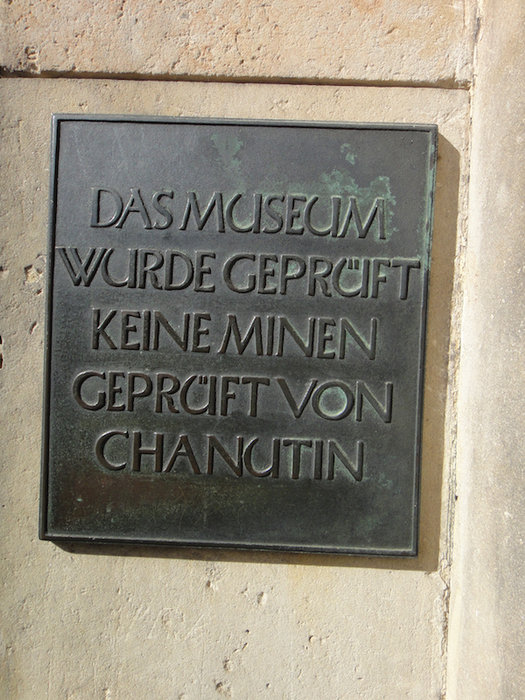 DAS MUSEUM
WURDE GEPRÜFT
KEINE MINEN
GEPRÜFT VON
CHANUTIN